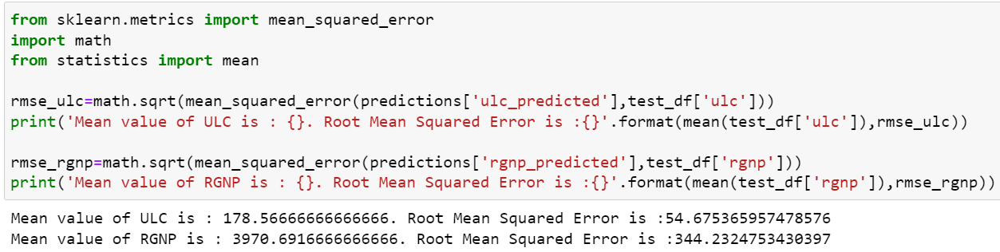 from sklearn.metrics import mean_squared_error
import math
from statistics import mean
rmse_ulc=math.sqrt(mean_squared_error(predictions['ulc_predicted'],test_df['ulc']))
print('Mean value of ULC is : {}. Root Mean Squared Error is :{}'.format(mean(test_df['ulc']),rmse_ulc))
rmse_rgnp=math.sqrt(mean_squared_error(predictions['rgnp_predicted'],test_df['rgnp']))
print('Mean value of RGNP is : {}. Root Mean Squared Error is :{}'.format(mean(test_df['rgnp']),rmse_rgnp))
Mean value of ULC is : 178.56666666666666. Root Mean Squared Error is :54.675365957478576
Mean value of RGNP is : 3970.6916666666666. Root Mean Squared Error is :344.2324753430397